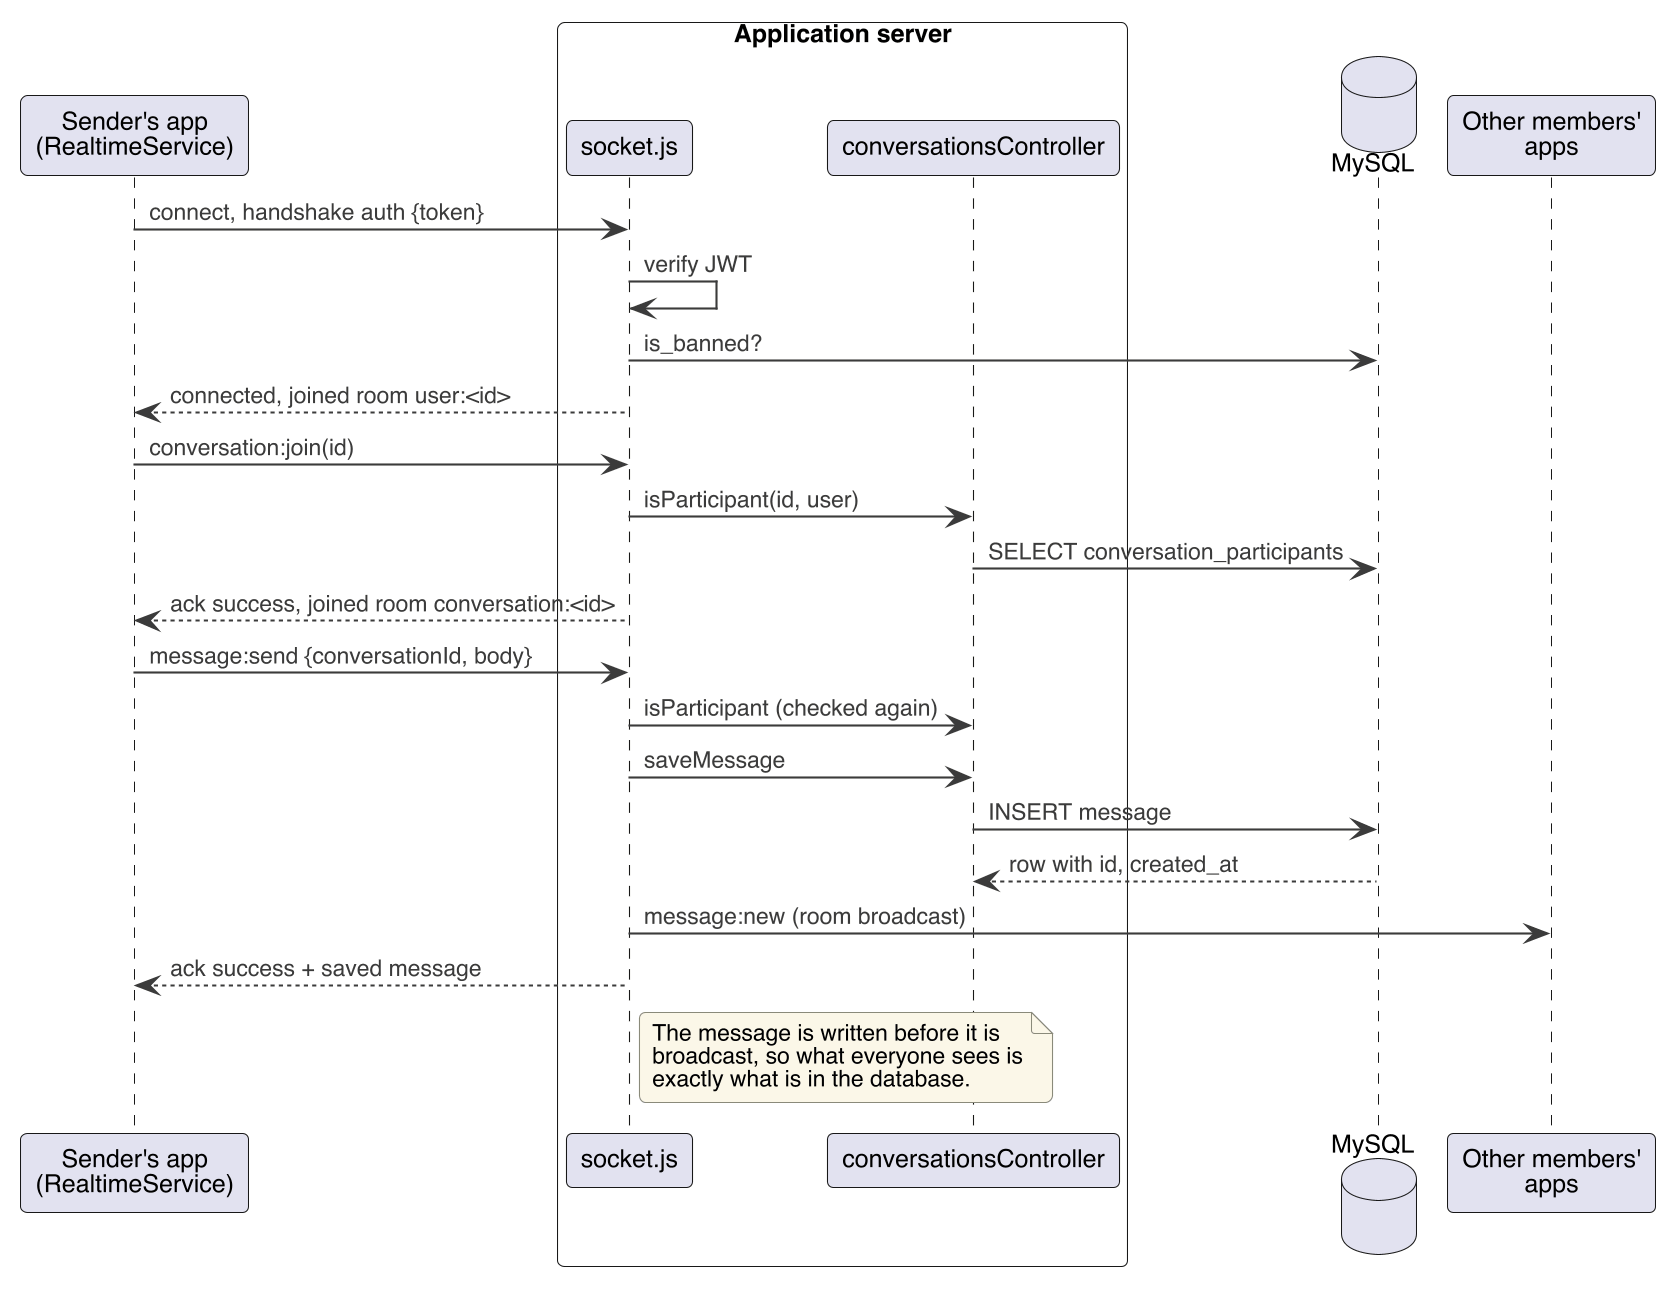 Application server
Sender's app
(RealtimeService)
socket.js
conversationsController
MySQL
Other members'
apps
connect, handshake auth {token}
verify JWT
is_banned?
connected, joined room user:<id>
conversation:join(id)
isParticipant(id, user)
SELECT conversation_participants
ack success, joined room conversation:<id>
message:send {conversationId, body}
isParticipant (checked again)
saveMessage
INSERT message
row with id, created_at
message:new (room broadcast)
ack success + saved message
The message is written before it is
broadcast, so what everyone sees is
exactly what is in the database.
Sender's app
(RealtimeService)
socket.js
conversationsController
MySQL
Other members'
apps